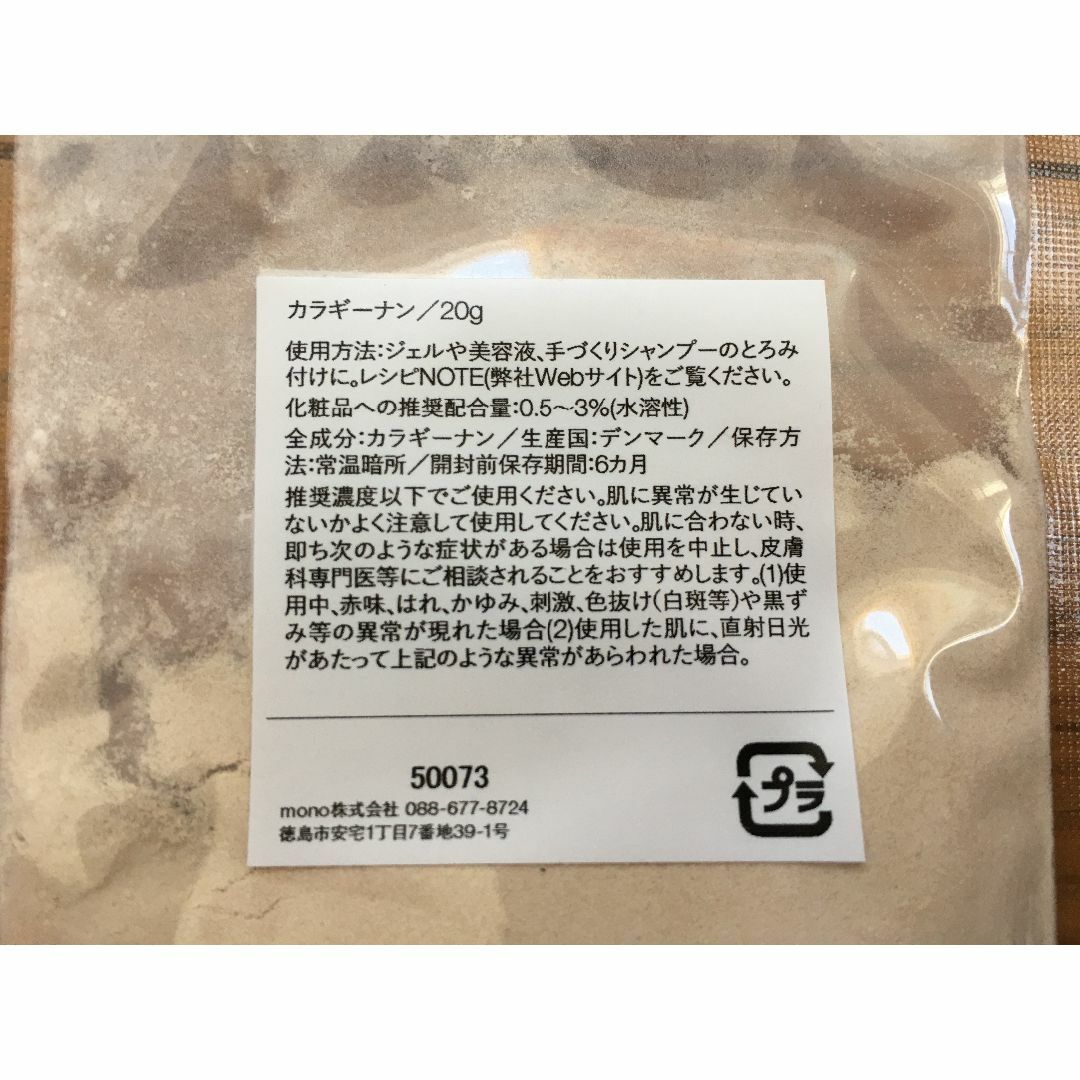 カラギーナン／20g
使用方法:ジェルや美容液、手づくりシャンプーのとろみ
付けに。レシピNOTE(弊社Webサイト)をご覧ください。
化粧品への推奨配合量:0.5〜3%(水溶性)
全成分:カラギーナン／生産国:デンマーク／保存方
法:常温暗所／開封前保存期間:6カ月
推奨濃度以下でご使用ください。肌に異常が生じてい
ないかよく注意して使用してください。肌に合わない時、
即ち次のような症状がある場合は使用を中止し、皮膚
科専門医等にご相談されることをおすすめします。(1)使
用中、赤味、はれ、かゆみ、刺激、色抜け(白斑等)や黒ず
み等の異常が現れた場合(2)使用した肌に、直射日光
があたって上記のような異常があらわれた場合。
50073
mono株式会社 088-677-8724
徳島市安宅1丁目7番地39-1号
プラ